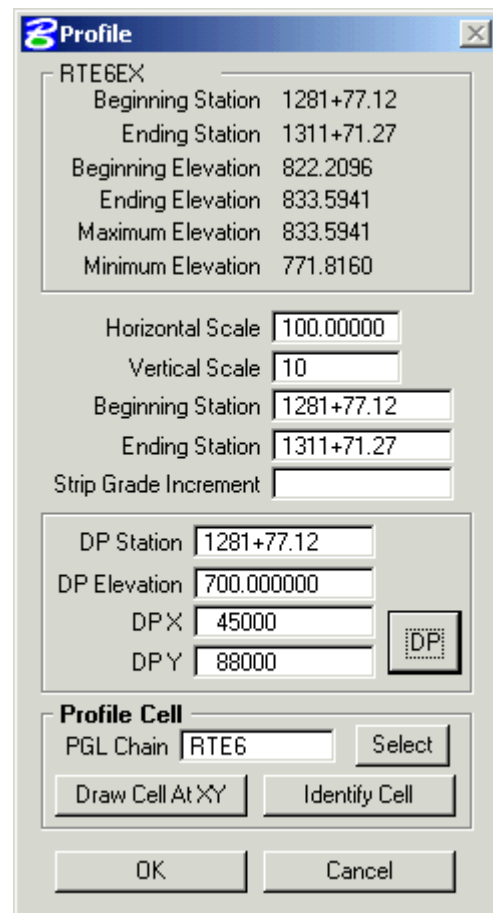 Profile
RTE6EX
Beginning Station 1281+77.12
Ending Station 1311+71.27
Beginning Elevation 822.2096
Ending Elevation 833.5941
Maximum Elevation 833.5941
Minimum Elevation 771.8160
Horizontal Scale 100.00000
Vertical Scale 10
Beginning Station 1281+77.12
Ending Station 1311+71.27
Strip Grade Increment
DP Station 1281+77.12
DP Elevation 700.000000
DP X 45000
DP Y 88000
DP
Profile Cell
PGL Chain RTE6 Select
Draw Cell At XY Identify Cell
OK Cancel